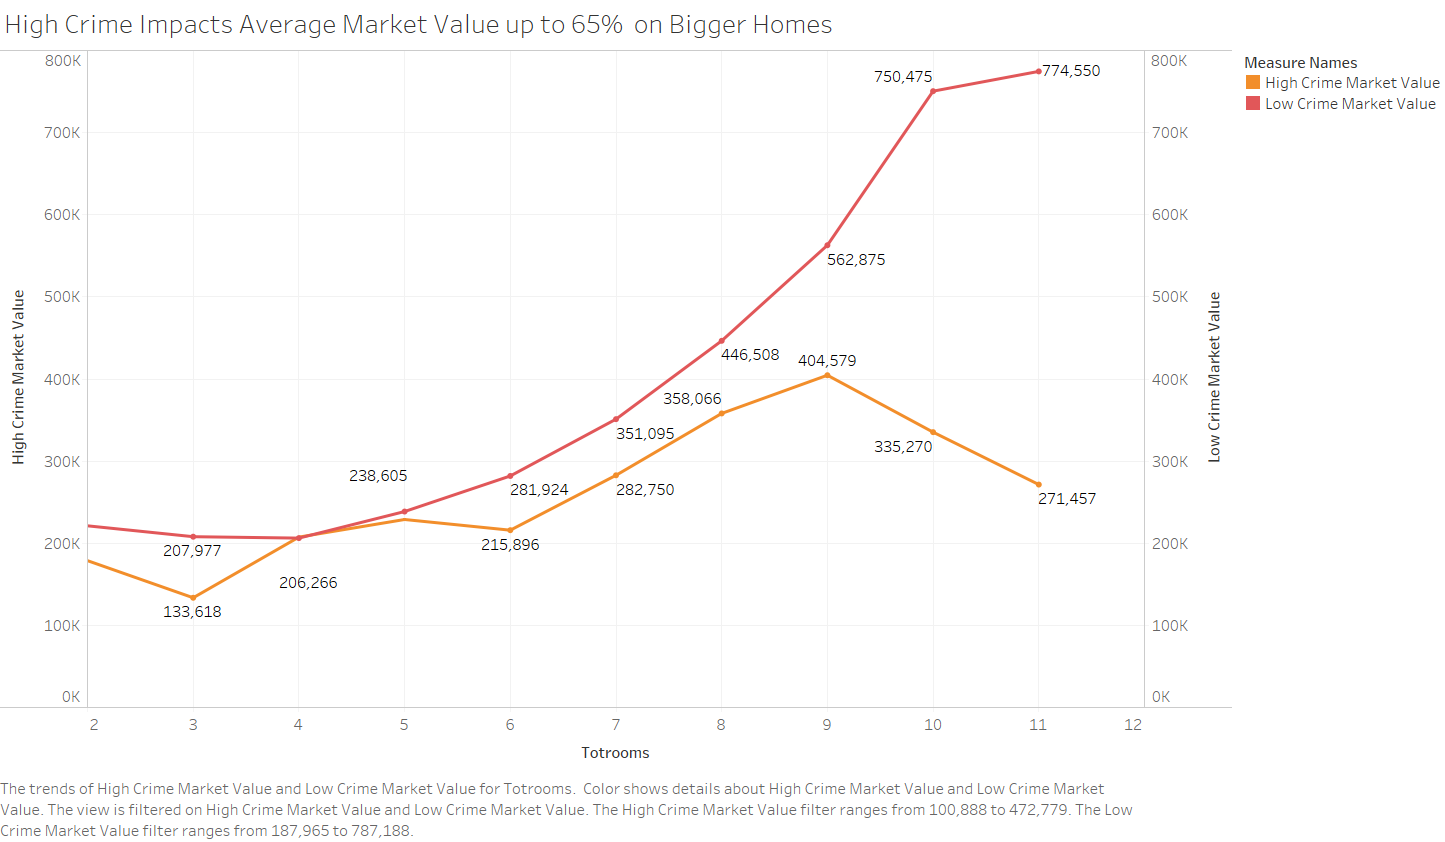 High Crime Impacts Average Market Value up to 65% on Bigger Homes
Measure Names
High Crime Market Value
Low Crime Market Value
800K
700K
600K
500K
400K
300K
200K
100K
0K
High Crime Market Value
750,475
774,550
562,875
446,508
404,579
358,066
351,095
335,270
238,605
281,924
282,750
271,457
207,977
215,896
206,266
133,618
800K
700K
600K
500K
400K
300K
200K
100K
0K
Low Crime Market Value
2 3 4 5 6 7 8 9 10 11 12
Totrooms
The trends of High Crime Market Value and Low Crime Market Value for Totrooms. Color shows details about High Crime Market Value and Low Crime Market
Value. The view is filtered on High Crime Market Value and Low Crime Market Value. The High Crime Market Value filter ranges from 100,888 to 472,779. The Low
Crime Market Value filter ranges from 187,965 to 787,188.